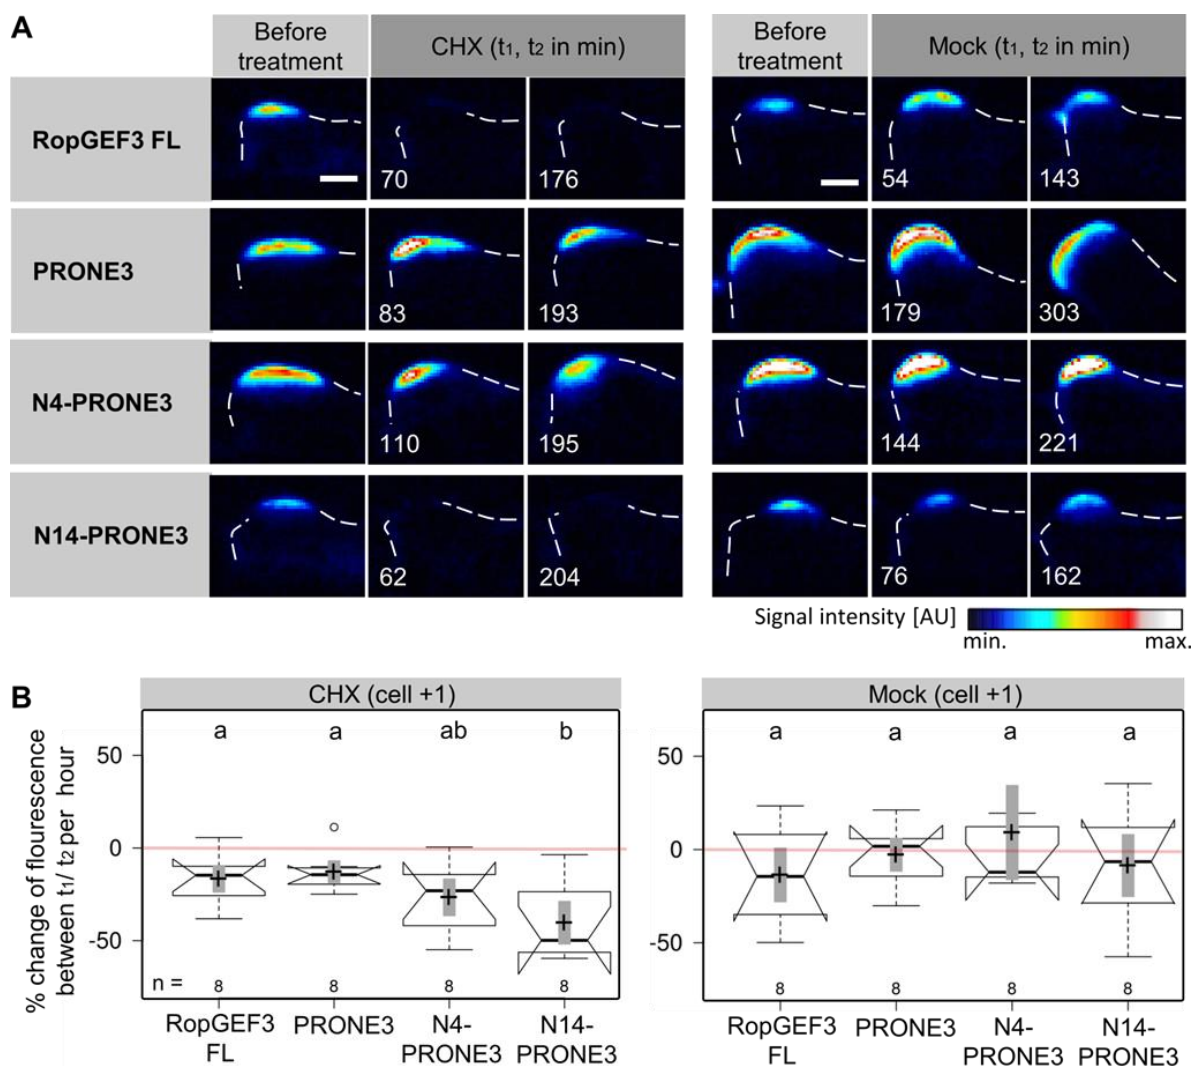 A
Before treatment
CHX (t1, t2 in min)
Before treatment
Mock (t1, t2 in min)
RopGEF3 FL
70
176
54
143
PRONE3
83
193
179
303
N4-PRONE3
110
195
144
221
N14-PRONE3
62
204
76
162
Signal intensity [AU]
min.
max.
B
CHX (cell +1)
Mock (cell +1)
% change of flourescence
between t1/ t2 per hour
50
0
-50
a
a
ab
b
n =
8
8
8
8
RopGEF3
FL
PRONE3
N4-
PRONE3
N14-
PRONE3
50
0
-50
a
a
a
a
8
8
8
8
RopGEF3
FL
PRONE3
N4-
PRONE3
N14-
PRONE3